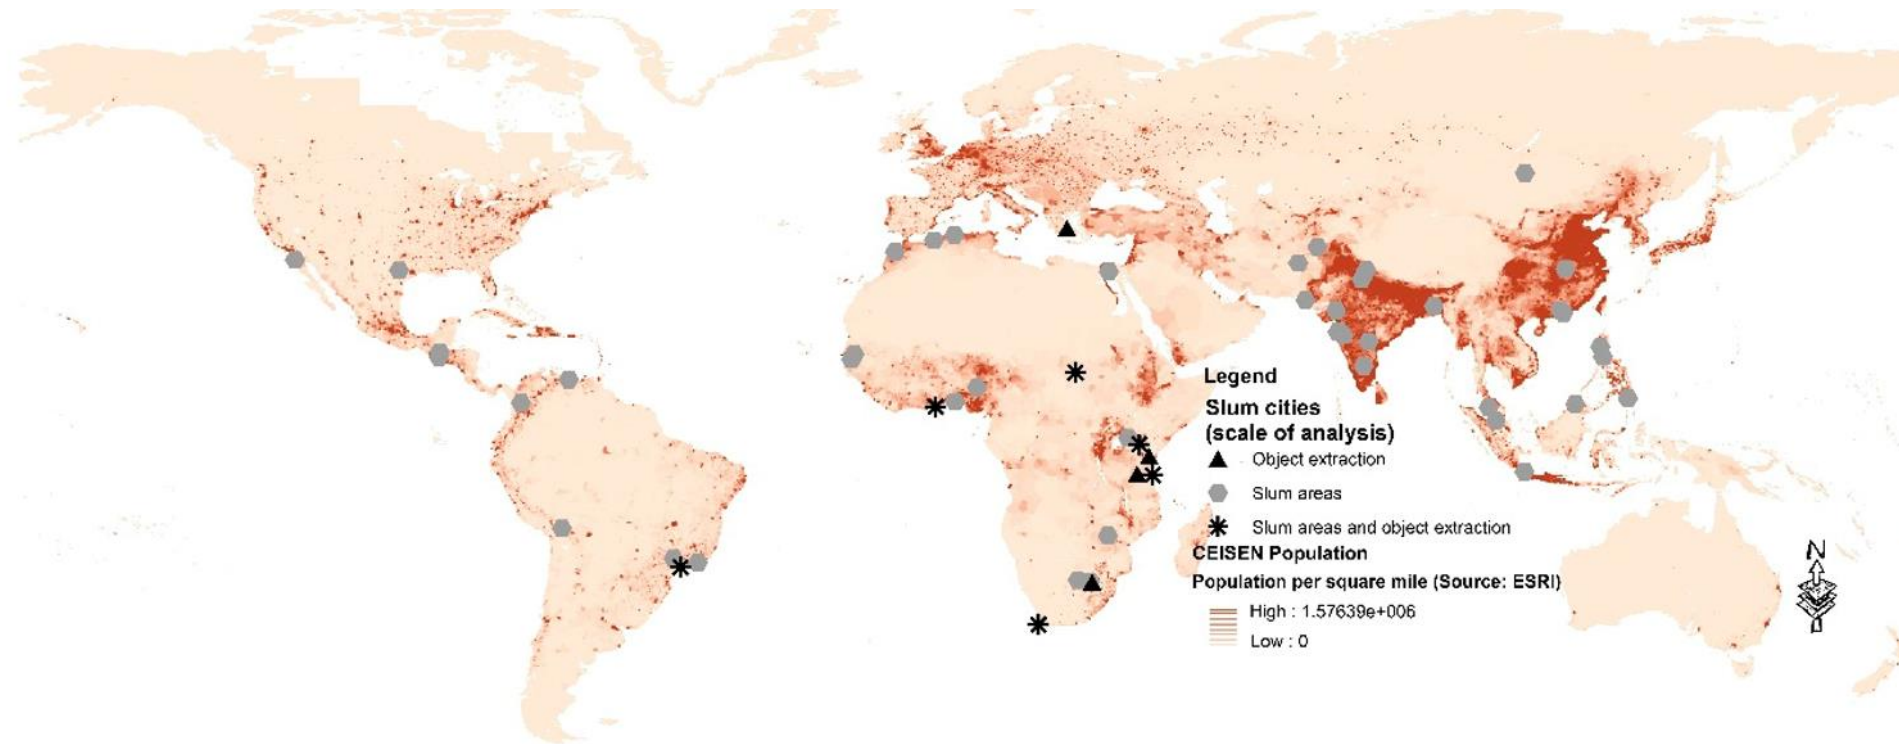 Legend
Slum cities
(scale of analysis)
Object extraction
Slum areas
Slum areas and object extraction
CEISEN Population
Population per square mile (Source: ESRI)
High : 1.57639e+006
Low : 0
N